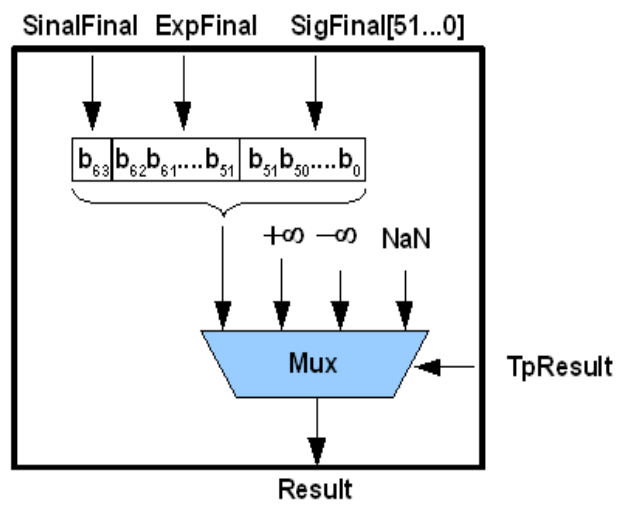 SinalFinal ExpFinal SigFinal[51...0]
b63 b62b61....b51 b51b50....b0
+∞ −∞ NaN
Mux
TpResult
Result